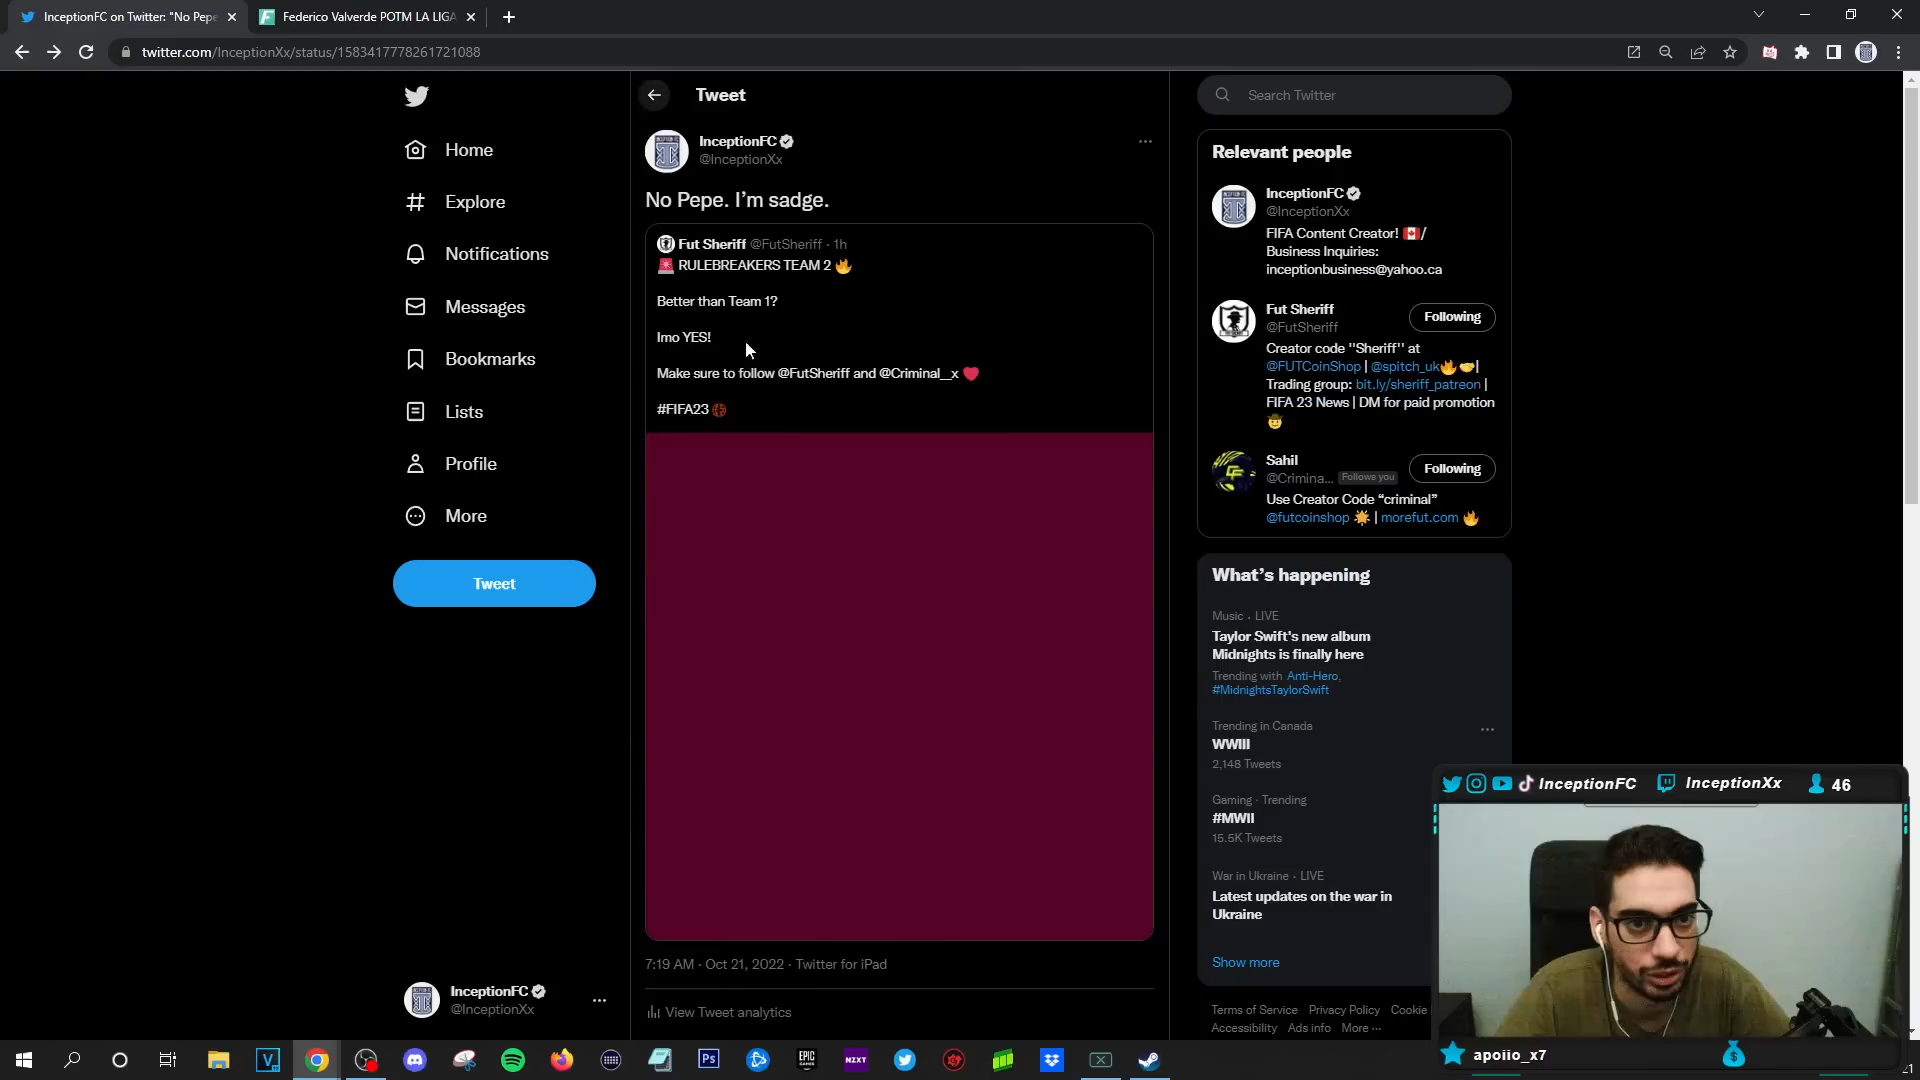 InceptionFC on Twitter: "No Pepe
Federico Valverde POTM LA LIGA
twitter.com/InceptionXx/status/1583417778261721088
Home
Explore
Notifications
Messages
Bookmarks
Lists
Profile
More
Tweet
InceptionFC
@InceptionXx
Tweet
InceptionFC
@InceptionXx
No Pepe. I’m sadge.
Fut Sheriff @FutSheriff · 1h
RULEBREAKERS TEAM 2
Better than Team 1?
Imo YES!
Make sure to follow @FutSheriff and @Criminal__x
#FIFA23
7:19 AM · Oct 21, 2022 · Twitter for iPad
View Tweet analytics
Search Twitter
Relevant people
InceptionFC
@InceptionXx
FIFA Content Creator! /
Business Inquiries:
inceptionbusiness@yahoo.ca
Fut Sheriff
@FutSheriff
Following
Creator code "Sheriff" at
@FUTCoinShop | @spitch_uk |
Trading group: bit.ly/sheriff_patreon |
FIFA 23 News | DM for paid promotion
Sahil
@Crimina... Follows you
Following
Use Creator Code “criminal”
@futcoinshop | morefut.com
What’s happening
Music · LIVE
Taylor Swift's new album
Midnights is finally here
Trending with Anti-Hero,
#MidnightsTaylorSwift
Trending in Canada
WWIII
2,148 Tweets
Gaming · Trending
#MWII
15.5K Tweets
War in Ukraine · LIVE
Latest updates on the war in
Ukraine
Show more
Terms of Service Privacy Policy Cookie
Accessibility Ads info More ...
InceptionFC InceptionXx 46
apoiio_x7
Ps
EPIC GAMES
NZXT
21